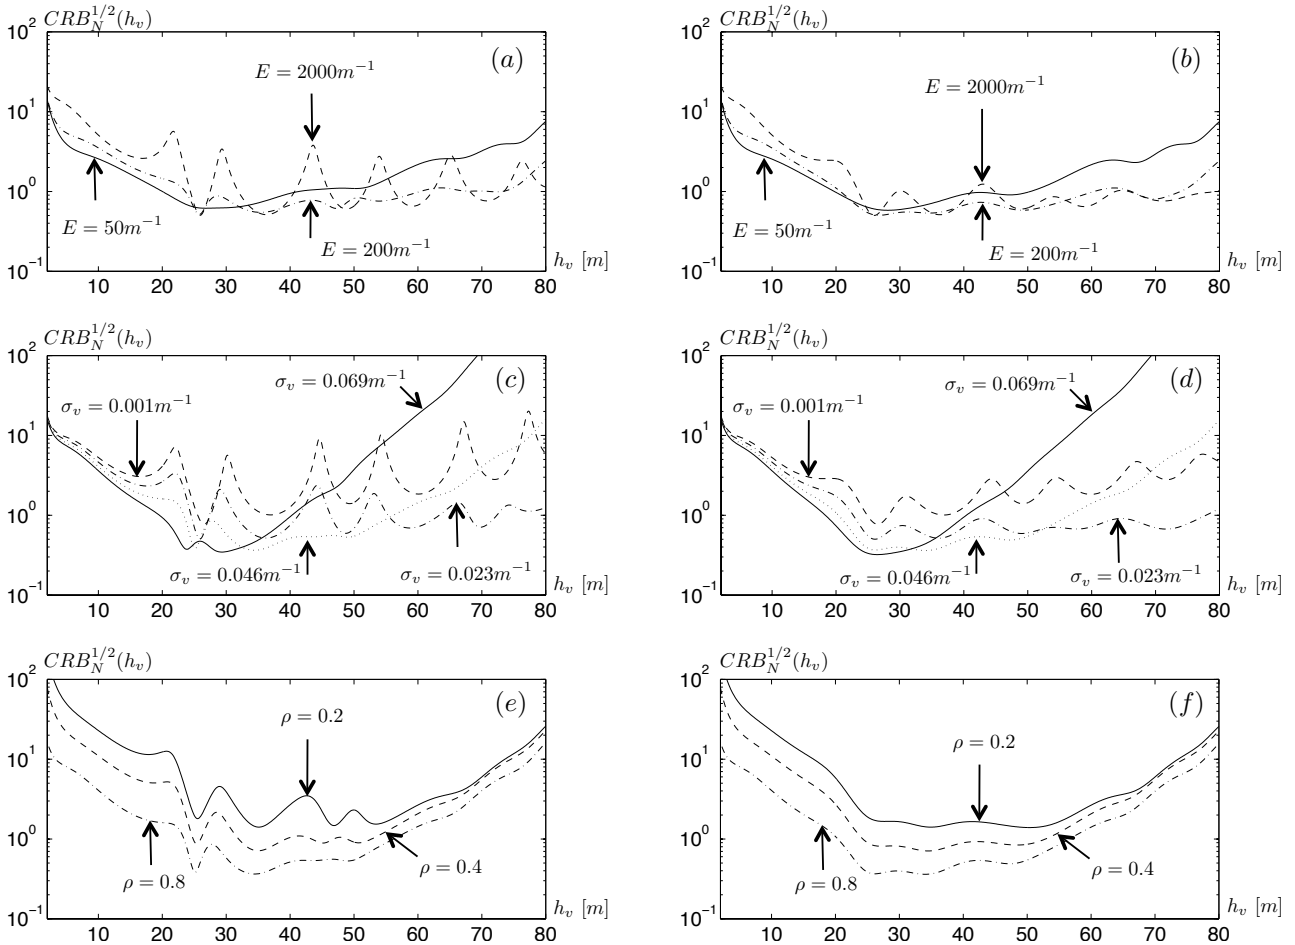 CRB_N^{1/2}(h_v)
(a)
E = 2000m^{-1}
E = 50m^{-1}
E = 200m^{-1}
10^2
10^1
10^0
10^{-1}
10 20 30 40 50 60 70 80
h_v [m]
CRB_N^{1/2}(h_v)
(b)
E = 2000m^{-1}
E = 50m^{-1}
E = 200m^{-1}
10^2
10^1
10^0
10^{-1}
10 20 30 40 50 60 70 80
h_v [m]
CRB_N^{1/2}(h_v)
(c)
σ_v = 0.069m^{-1}
σ_v = 0.001m^{-1}
σ_v = 0.046m^{-1}
σ_v = 0.023m^{-1}
10^2
10^1
10^0
10^{-1}
10 20 30 40 50 60 70 80
h_v [m]
CRB_N^{1/2}(h_v)
(d)
σ_v = 0.069m^{-1}
σ_v = 0.001m^{-1}
σ_v = 0.046m^{-1}
σ_v = 0.023m^{-1}
10^2
10^1
10^0
10^{-1}
10 20 30 40 50 60 70 80
h_v [m]
CRB_N^{1/2}(h_v)
(e)
ρ = 0.2
ρ = 0.4
ρ = 0.8
10^2
10^1
10^0
10^{-1}
10 20 30 40 50 60 70 80
h_v [m]
CRB_N^{1/2}(h_v)
(f)
ρ = 0.2
ρ = 0.4
ρ = 0.8
10^2
10^1
10^0
10^{-1}
10 20 30 40 50 60 70 80
h_v [m]